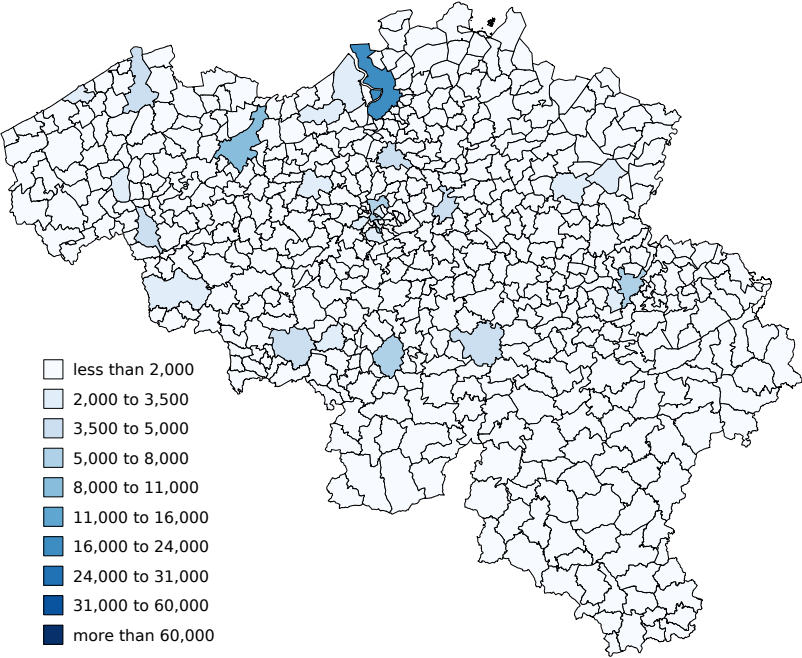 less than 2,000
2,000 to 3,500
3,500 to 5,000
5,000 to 8,000
8,000 to 11,000
11,000 to 16,000
16,000 to 24,000
24,000 to 31,000
31,000 to 60,000
more than 60,000